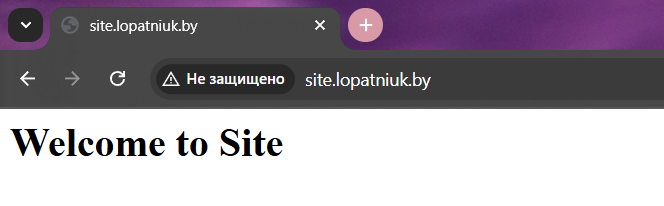 site.lopatniuk.by
Не защищено site.lopatniuk.by
Welcome to Site